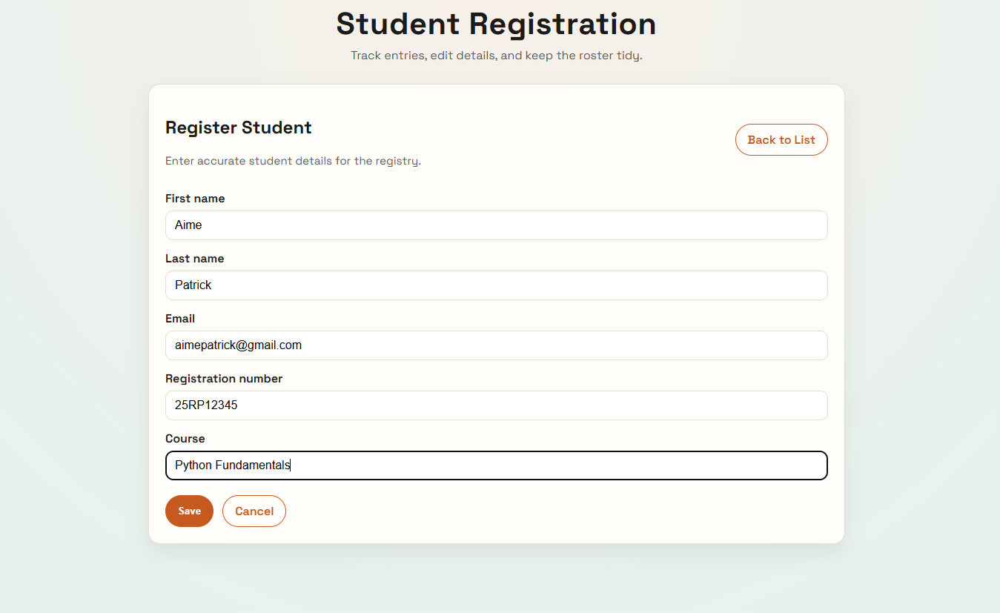 Student Registration
Track entries, edit details, and keep the roster tidy.
Register Student
Back to List
Enter accurate student details for the registry.
First name
Aime
Last name
Patrick
Email
aimepatrick@gmail.com
Registration number
25RP12345
Course
Python Fundamentals
Save Cancel